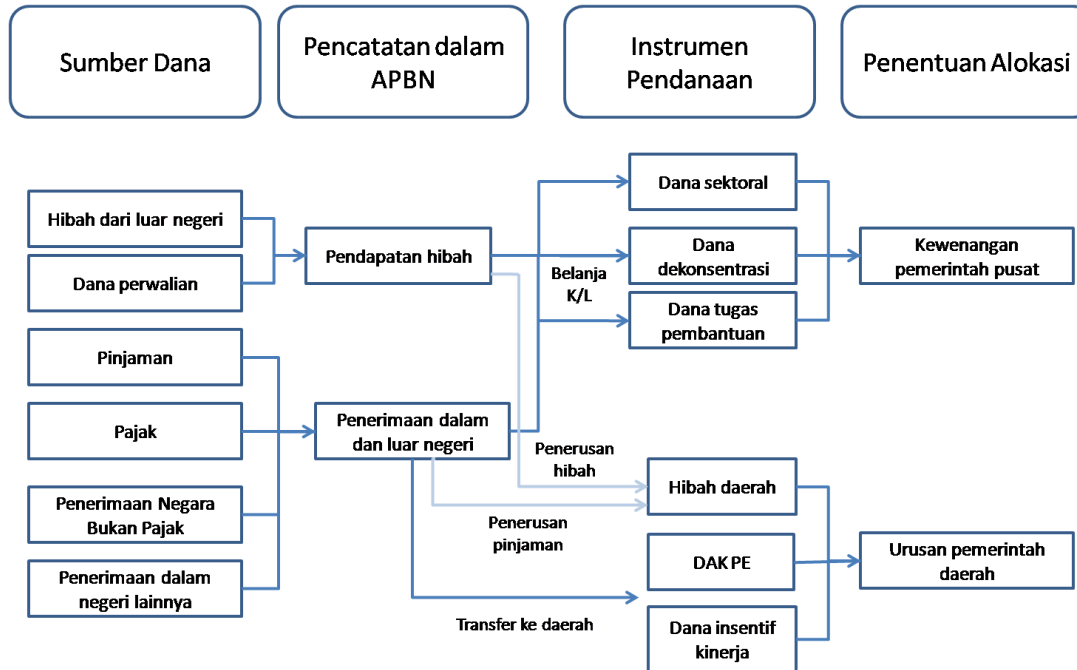 Sumber Dana
Pencatatan dalam
APBN
Instrumen
Pendanaan
Penentuan Alokasi
Hibah dari luar negeri
Dana perwalian
Pinjaman
Pajak
Penerimaan Negara
Bukan Pajak
Penerimaan dalam
negeri lainnya
Pendapatan hibah
Penerimaan dalam
dan luar negeri
Belanja
K/L
Penerusan
hibah
Penerusan
pinjaman
Transfer ke daerah
Dana sektoral
Dana
dekonsentrasi
Dana tugas
pembantuan
Hibah daerah
DAK PE
Dana insentif
kinerja
Kewenangan
pemerintah pusat
Urusan pemerintah
daerah